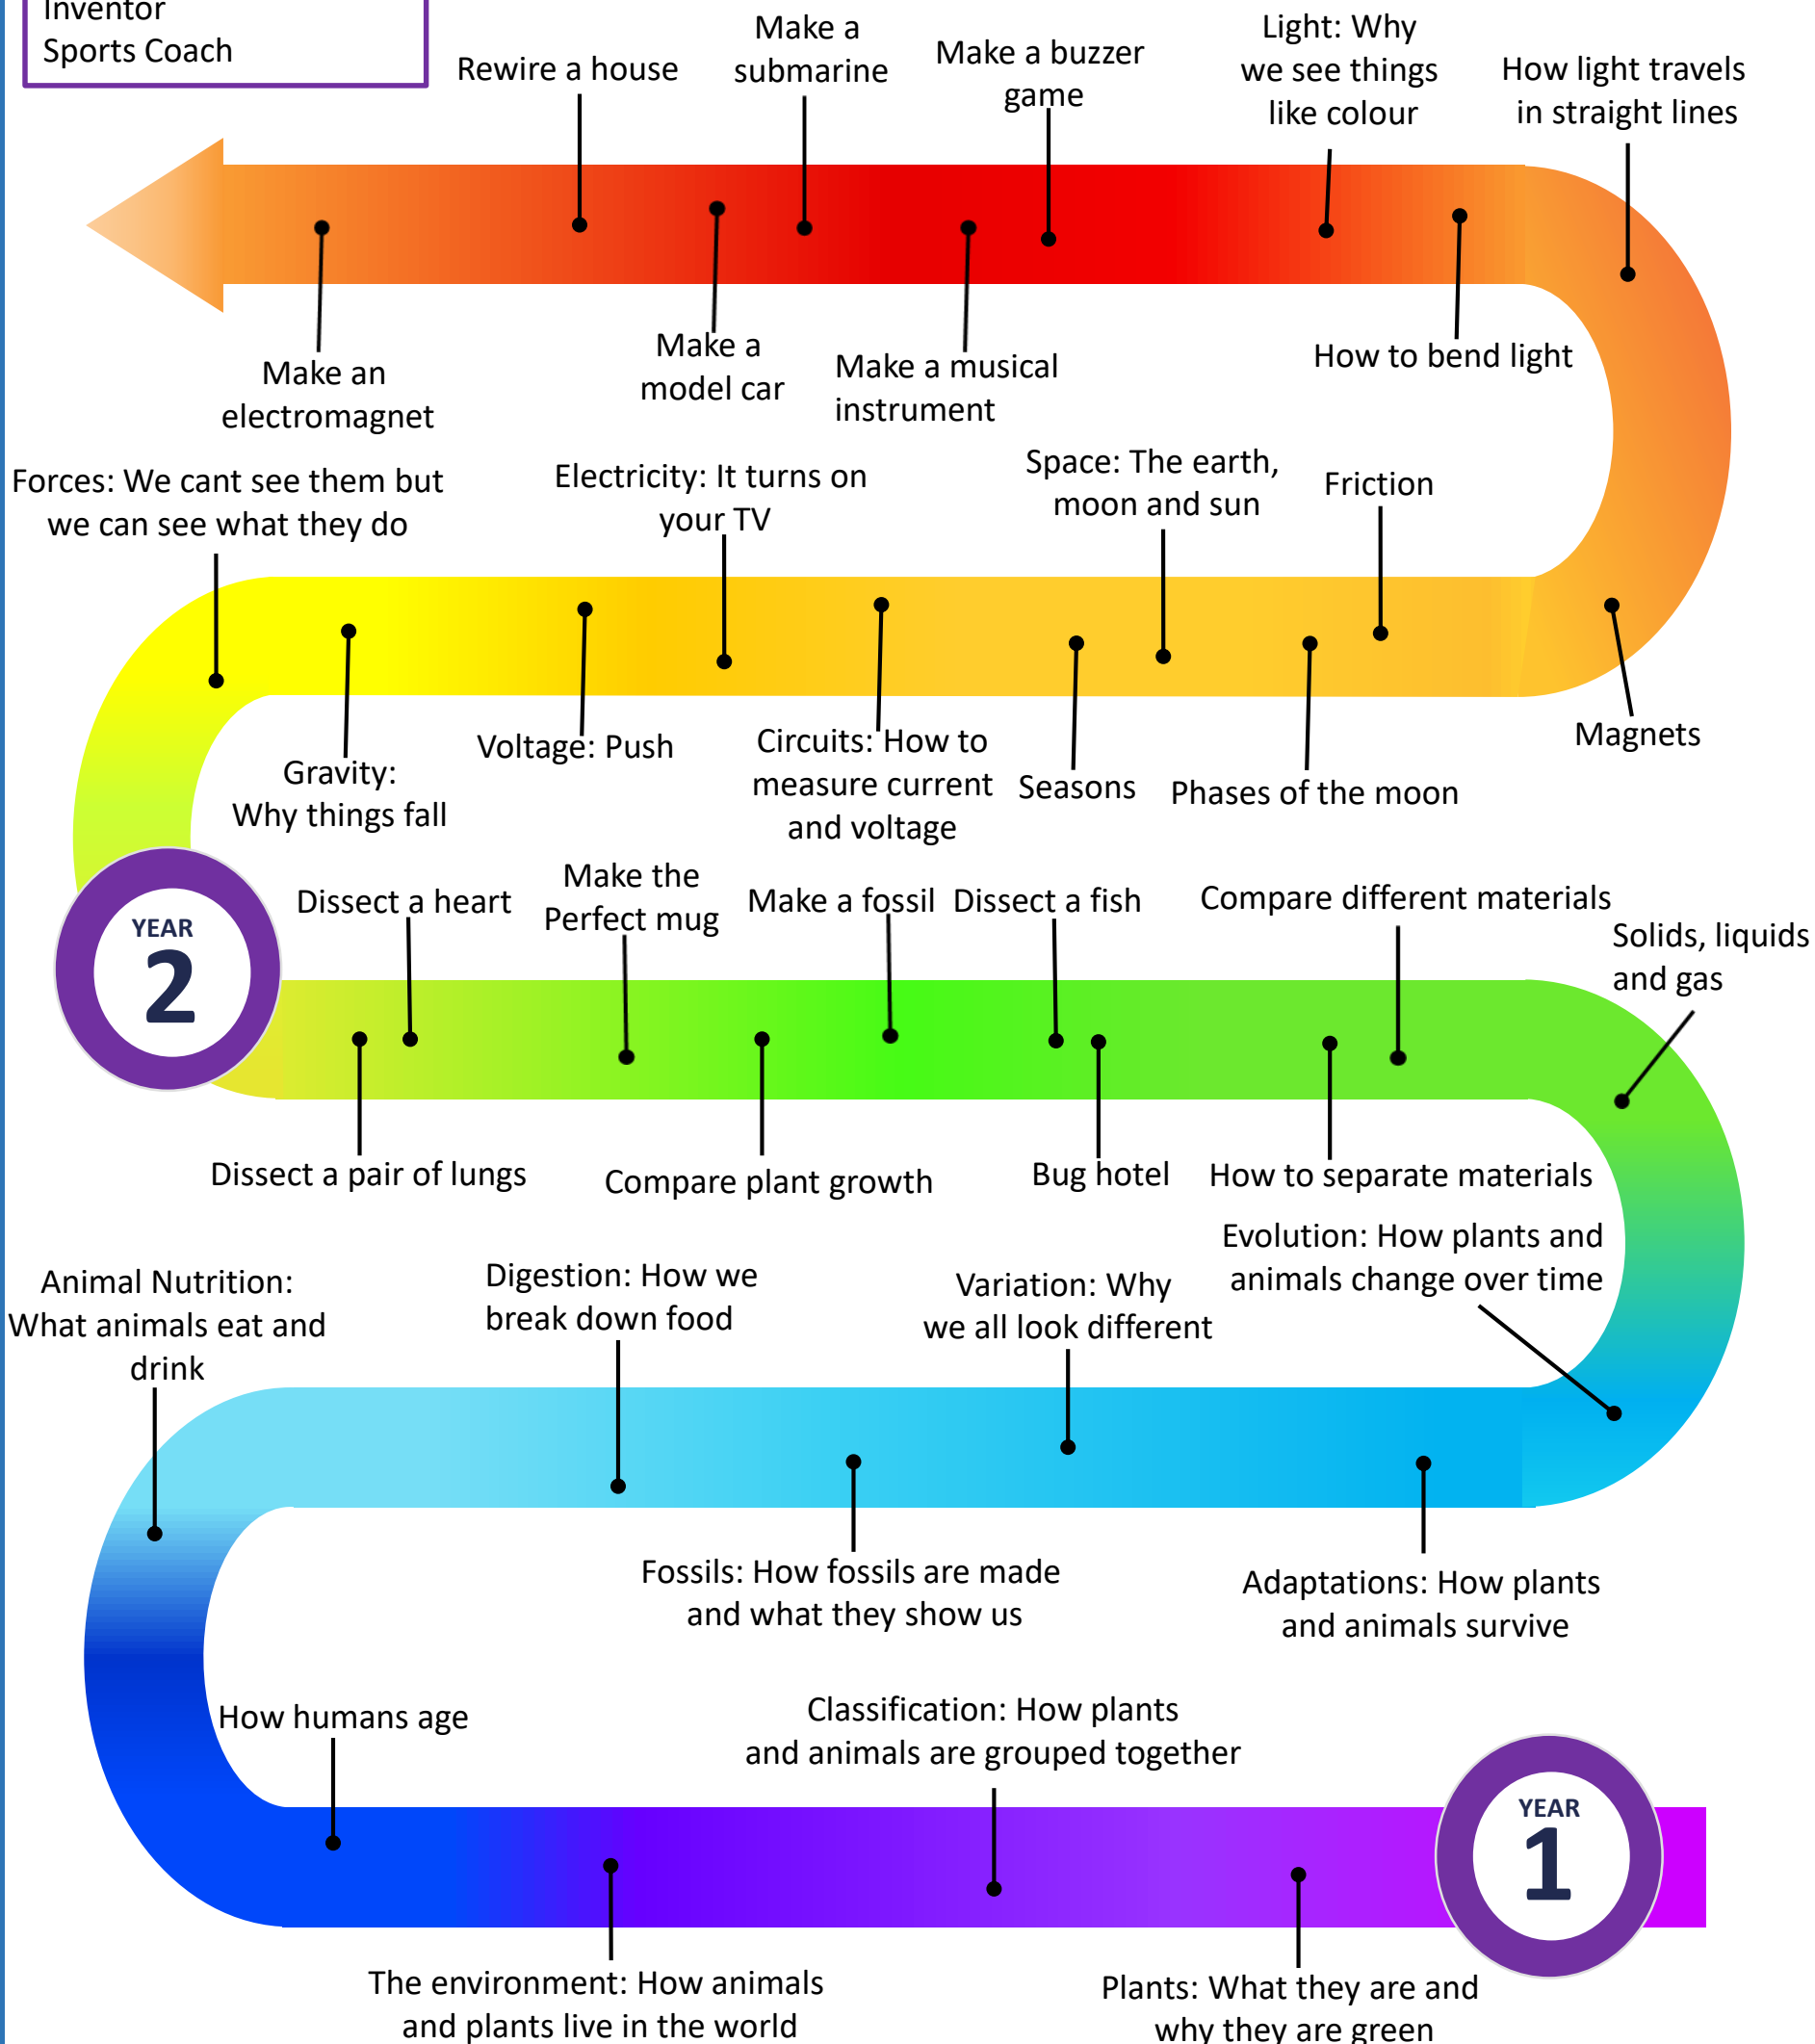 Inventor
Sports Coach
Rewire a house
Make a
submarine
Make a buzzer
game
Light: Why
we see things
like colour
How light travels
in straight lines
Make an
electromagnet
Make a
model car
Make a musical
instrument
How to bend light
Forces: We cant see them but
we can see what they do
Electricity: It turns on
your TV
Space: The earth,
moon and sun
Friction
Gravity:
Why things fall
Voltage: Push
Circuits: How to
measure current
and voltage
Seasons
Phases of the moon
Magnets
YEAR
2
Dissect a heart
Make the
Perfect mug
Make a fossil
Dissect a fish
Compare different materials
Solids, liquids
and gas
Dissect a pair of lungs
Compare plant growth
Bug hotel
How to separate materials
Animal Nutrition:
What animals eat and
drink
Digestion: How we
break down food
Variation: Why
we all look different
Evolution: How plants and
animals change over time
Fossils: How fossils are made
and what they show us
Adaptations: How plants
and animals survive
How humans age
Classification: How plants
and animals are grouped together
YEAR
1
The environment: How animals
and plants live in the world
Plants: What they are and
why they are green